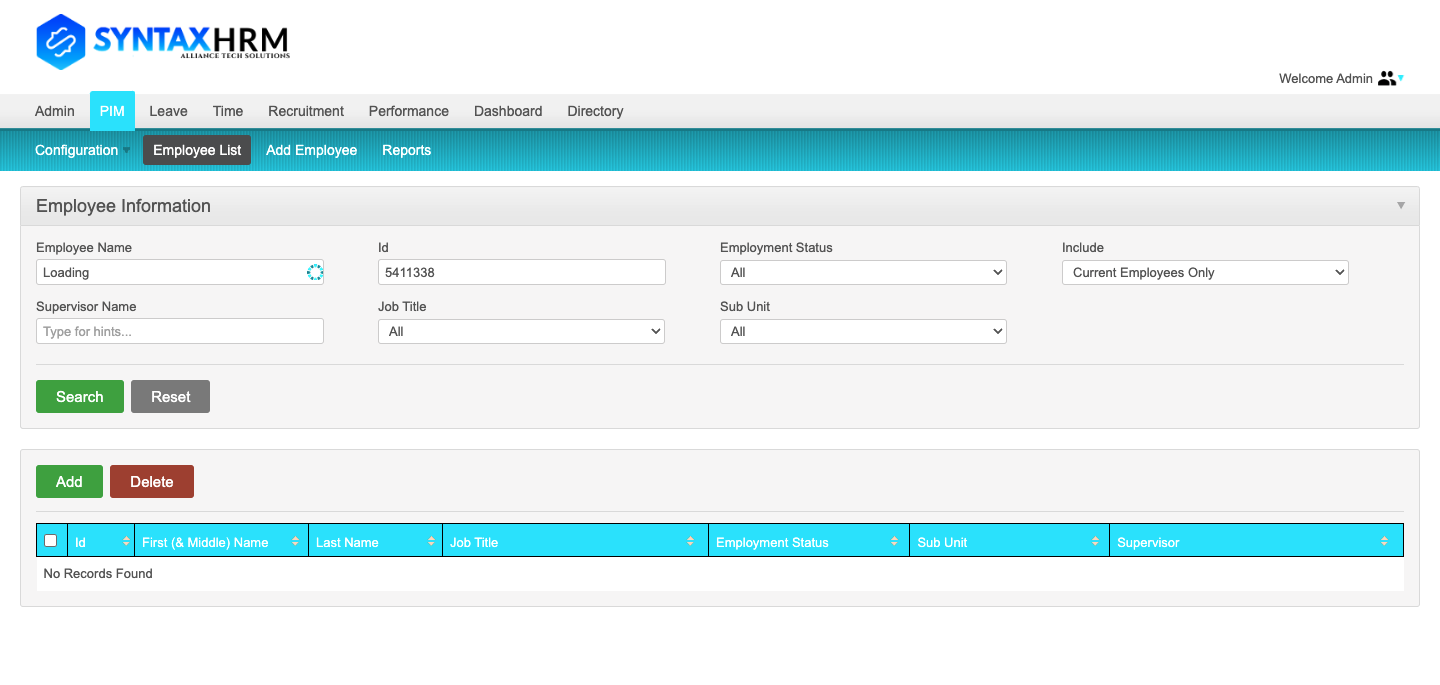 SYNTAXHRM
ALLIANCE TECH SOLUTIONS
Welcome Admin
Admin PIM Leave Time Recruitment Performance Dashboard Directory
Configuration Employee List Add Employee Reports
Employee Information
Employee Name Id Employment Status Include
Loading 5411338 All Current Employees Only
Supervisor Name Job Title Sub Unit
Type for hints... All All
Search Reset
Add Delete
Id First (& Middle) Name Last Name Job Title Employment Status Sub Unit Supervisor
No Records Found